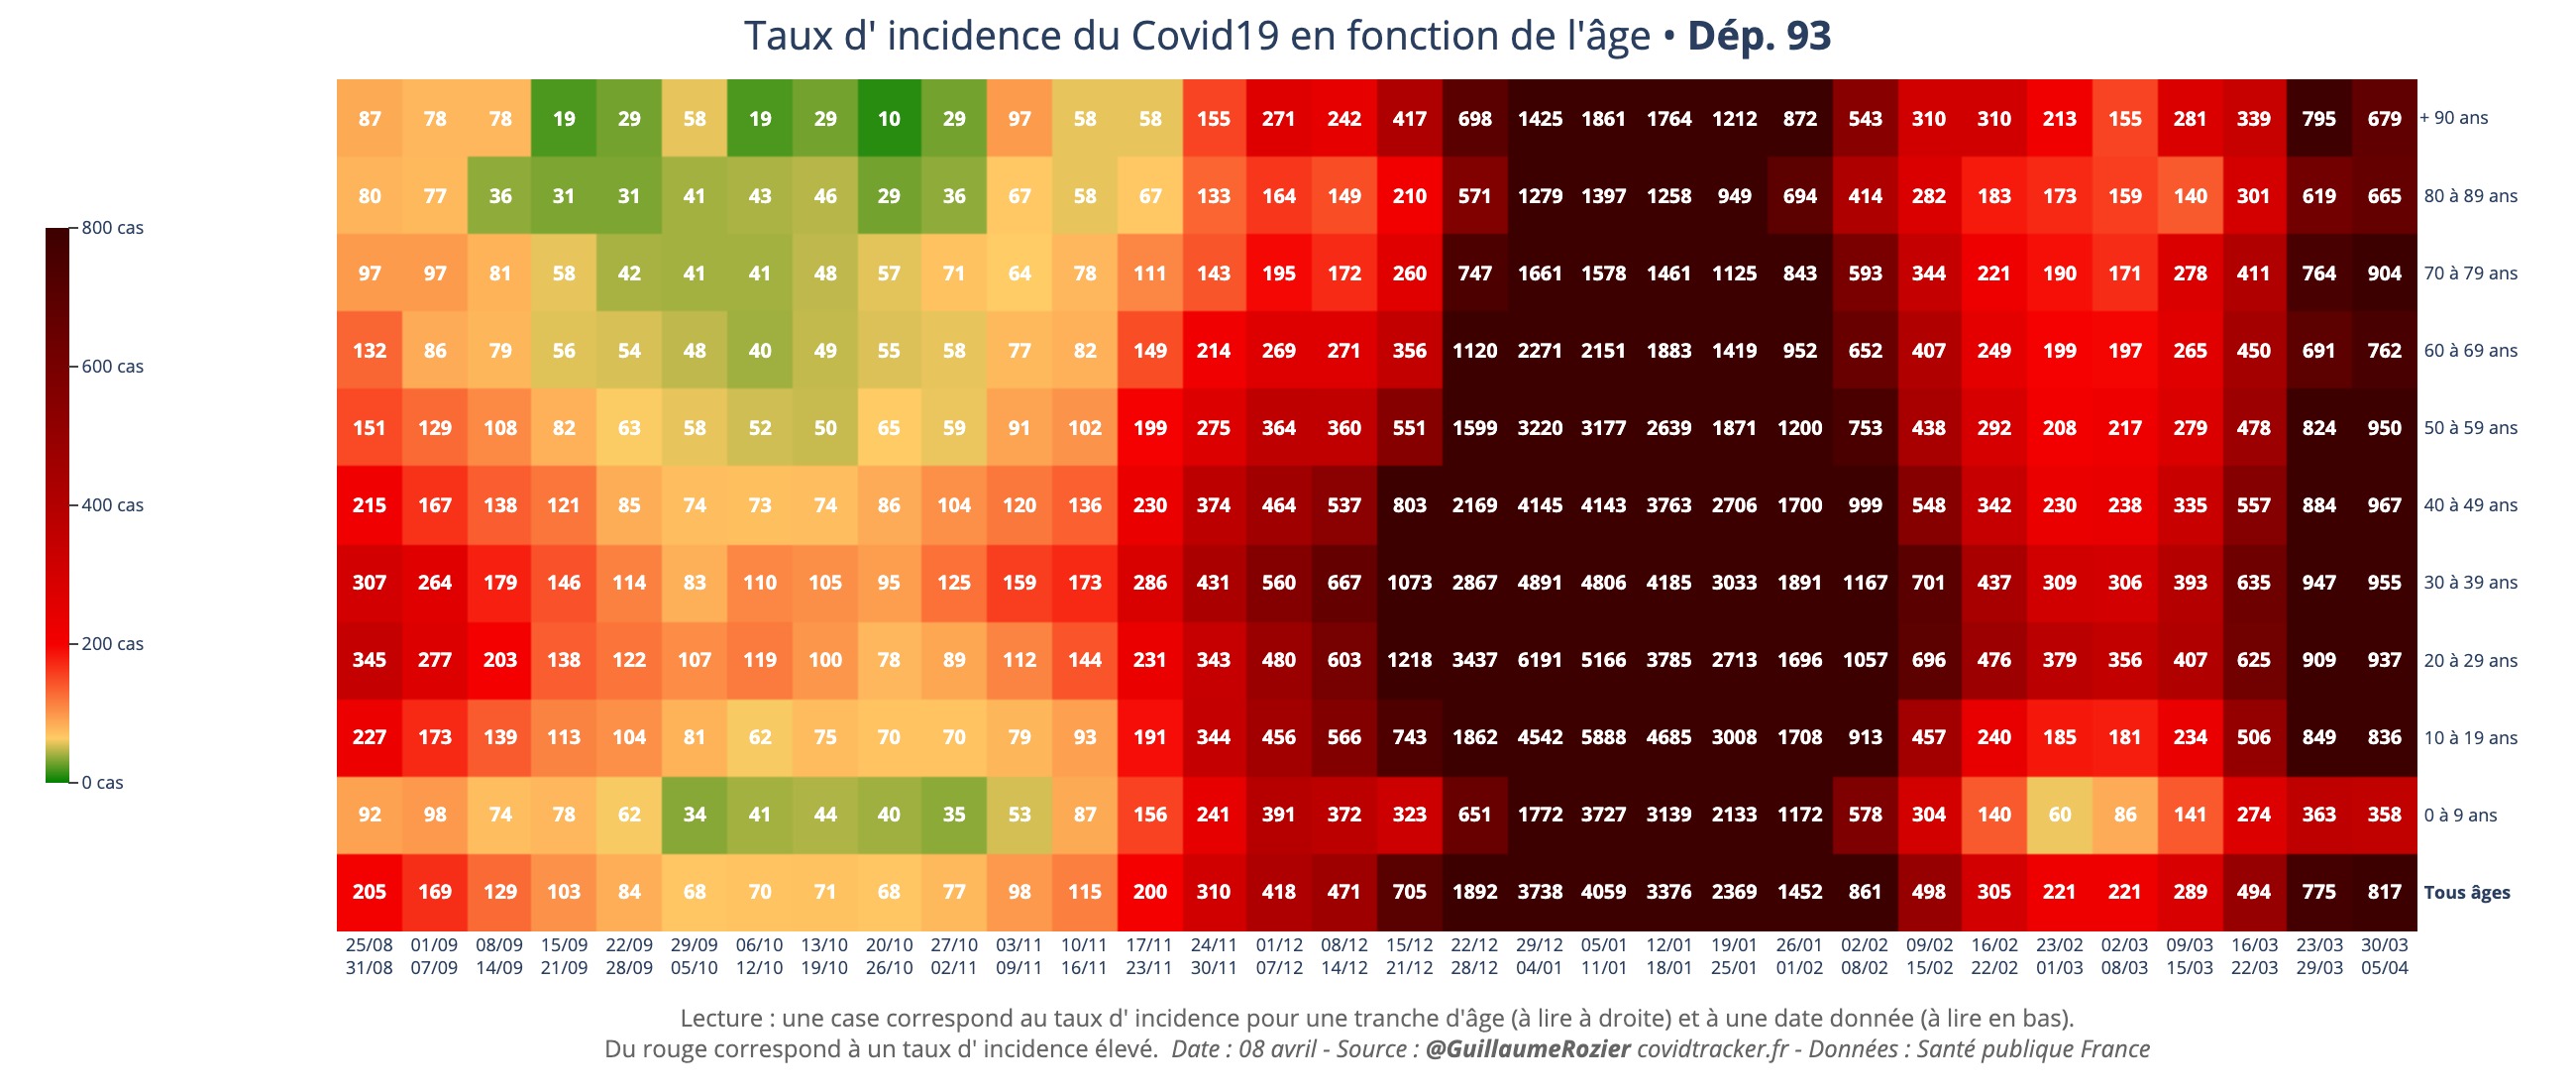 Taux d' incidence du Covid19 en fonction de l'âge • Dép. 93
800 cas
600 cas
400 cas
200 cas
0 cas
87 78 78 19 29 58 19 29 10 29 97 58 58 155 271 242 417 698 1425 1861 1764 1212 872 543 310 310 213 155 281 339 795 679 + 90 ans
80 77 36 31 31 41 43 46 29 36 67 58 67 133 164 149 210 571 1279 1397 1258 949 694 414 282 183 173 159 140 301 619 665 80 à 89 ans
97 97 81 58 42 41 41 48 57 71 64 78 111 143 195 172 260 747 1661 1578 1461 1125 843 593 344 221 190 171 278 411 764 904 70 à 79 ans
132 86 79 56 54 48 40 49 55 58 77 82 149 214 269 271 356 1120 2271 2151 1883 1419 952 652 407 249 199 197 265 450 691 762 60 à 69 ans
151 129 108 82 63 58 52 50 65 59 91 102 199 275 364 360 551 1599 3220 3177 2639 1871 1200 753 438 292 208 217 279 478 824 950 50 à 59 ans
215 167 138 121 85 74 73 74 86 104 120 136 230 374 464 537 803 2169 4145 4143 3763 2706 1700 999 548 342 230 238 335 557 884 967 40 à 49 ans
307 264 179 146 114 83 110 105 95 125 159 173 286 431 560 667 1073 2867 4891 4806 4185 3033 1891 1167 701 437 309 306 393 635 947 955 30 à 39 ans
345 277 203 138 122 107 119 100 78 89 112 144 231 343 480 603 1218 3437 6191 5166 3785 2713 1696 1057 696 476 379 356 407 625 909 937 20 à 29 ans
227 173 139 113 104 81 62 75 70 70 79 93 191 344 456 566 743 1862 4542 5888 4685 3008 1708 913 457 240 185 181 234 506 849 836 10 à 19 ans
92 98 74 78 62 34 41 44 40 35 53 87 156 241 391 372 323 651 1772 3727 3139 2133 1172 578 304 140 60 86 141 274 363 358 0 à 9 ans
205 169 129 103 84 68 70 71 68 77 98 115 200 310 418 471 705 1892 3738 4059 3376 2369 1452 861 498 305 221 221 289 494 775 817 Tous âges
25/08 01/09 08/09 15/09 22/09 29/09 06/10 13/10 20/10 27/10 03/11 10/11 17/11 24/11 01/12 08/12 15/12 22/12 29/12 05/01 12/01 19/01 26/01 02/02 09/02 16/02 23/02 02/03 09/03 16/03 23/03 30/03
31/08 07/09 14/09 21/09 28/09 05/10 12/10 19/10 26/10 02/11 09/11 16/11 23/11 30/11 07/12 14/12 21/12 28/12 04/01 11/01 18/01 25/01 01/02 08/02 15/02 22/02 01/03 08/03 15/03 22/03 29/03 05/04
Lecture : une case correspond au taux d' incidence pour une tranche d'âge (à lire à droite) et à une date donnée (à lire en bas).
Du rouge correspond à un taux d' incidence élevé. Date : 08 avril - Source : @GuillaumeRozier covidtracker.fr - Données : Santé publique France